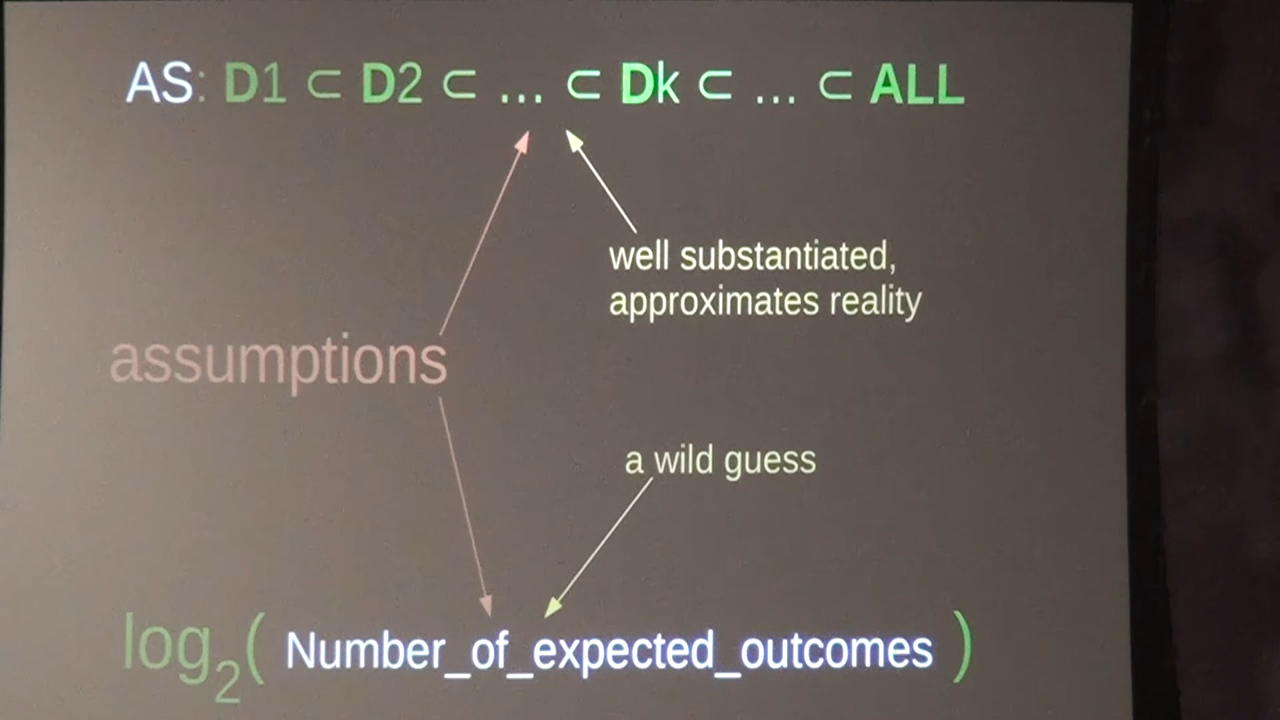 AS: D1 ⊂ D2 ⊂ ... ⊂ Dk ⊂ ... ⊂ ALL
well substantiated,
approximates reality
assumptions
a wild guess
log2( Number_of_expected_outcomes )